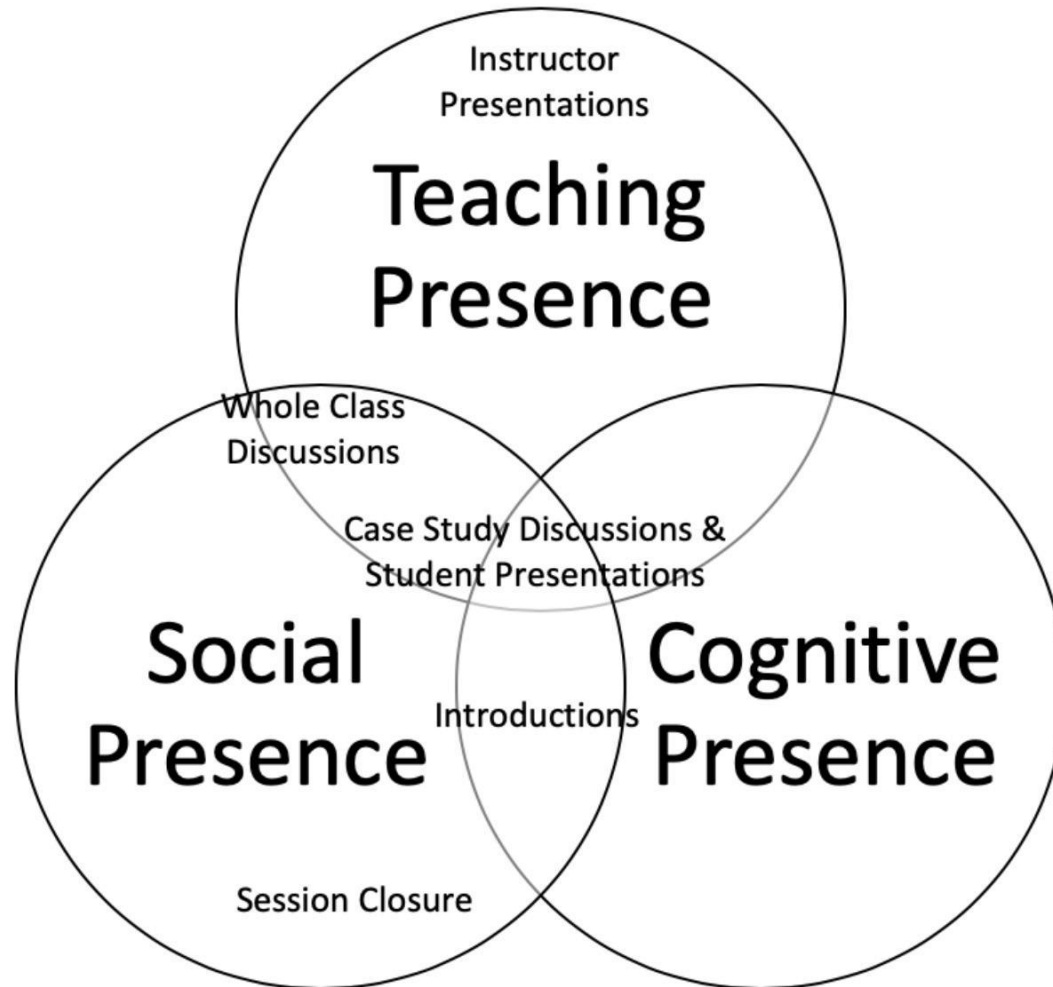 Instructor
Presentations
Teaching
Presence
Whole Class
Discussions
Case Study Discussions &
Student Presentations
Social
Presence
Cognitive
Presence
Introductions
Session Closure